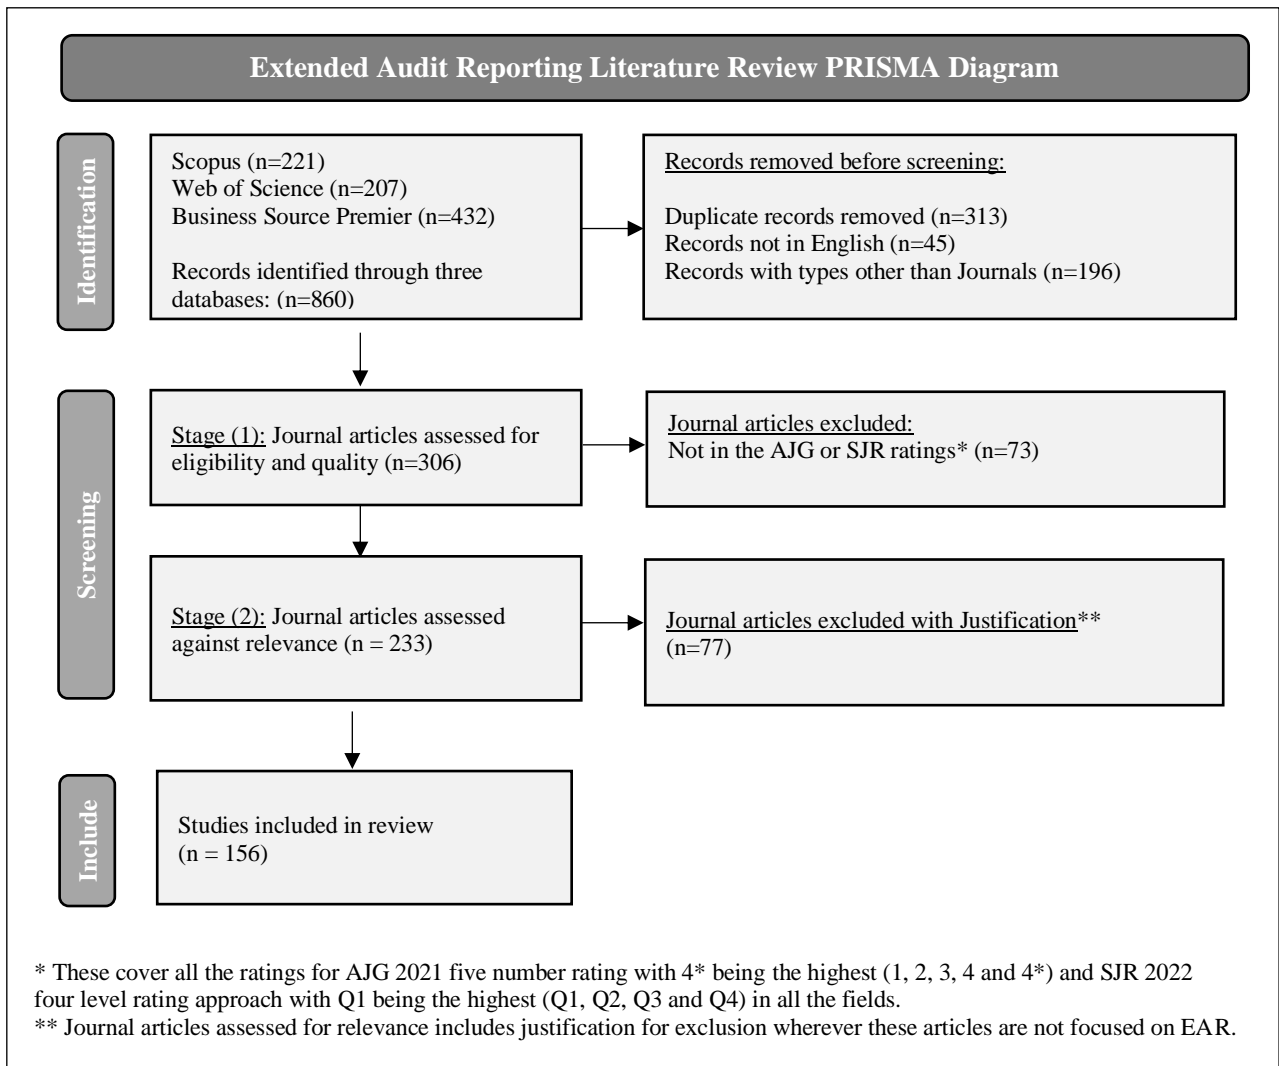 Extended Audit Reporting Literature Review PRISMA Diagram
Identification
Scopus (n=221)
Web of Science (n=207)
Business Source Premier (n=432)
Records identified through three
databases: (n=860)
Records removed before screening:
Duplicate records removed (n=313)
Records not in English (n=45)
Records with types other than Journals (n=196)
Screening
Stage (1): Journal articles assessed for
eligibility and quality (n=306)
Journal articles excluded:
Not in the AJG or SJR ratings* (n=73)
Stage (2): Journal articles assessed
against relevance (n = 233)
Journal articles excluded with Justification**
(n=77)
Include
Studies included in review
(n = 156)
* These cover all the ratings for AJG 2021 five number rating with 4* being the highest (1, 2, 3, 4 and 4*) and SJR 2022
four level rating approach with Q1 being the highest (Q1, Q2, Q3 and Q4) in all the fields.
** Journal articles assessed for relevance includes justification for exclusion wherever these articles are not focused on EAR.